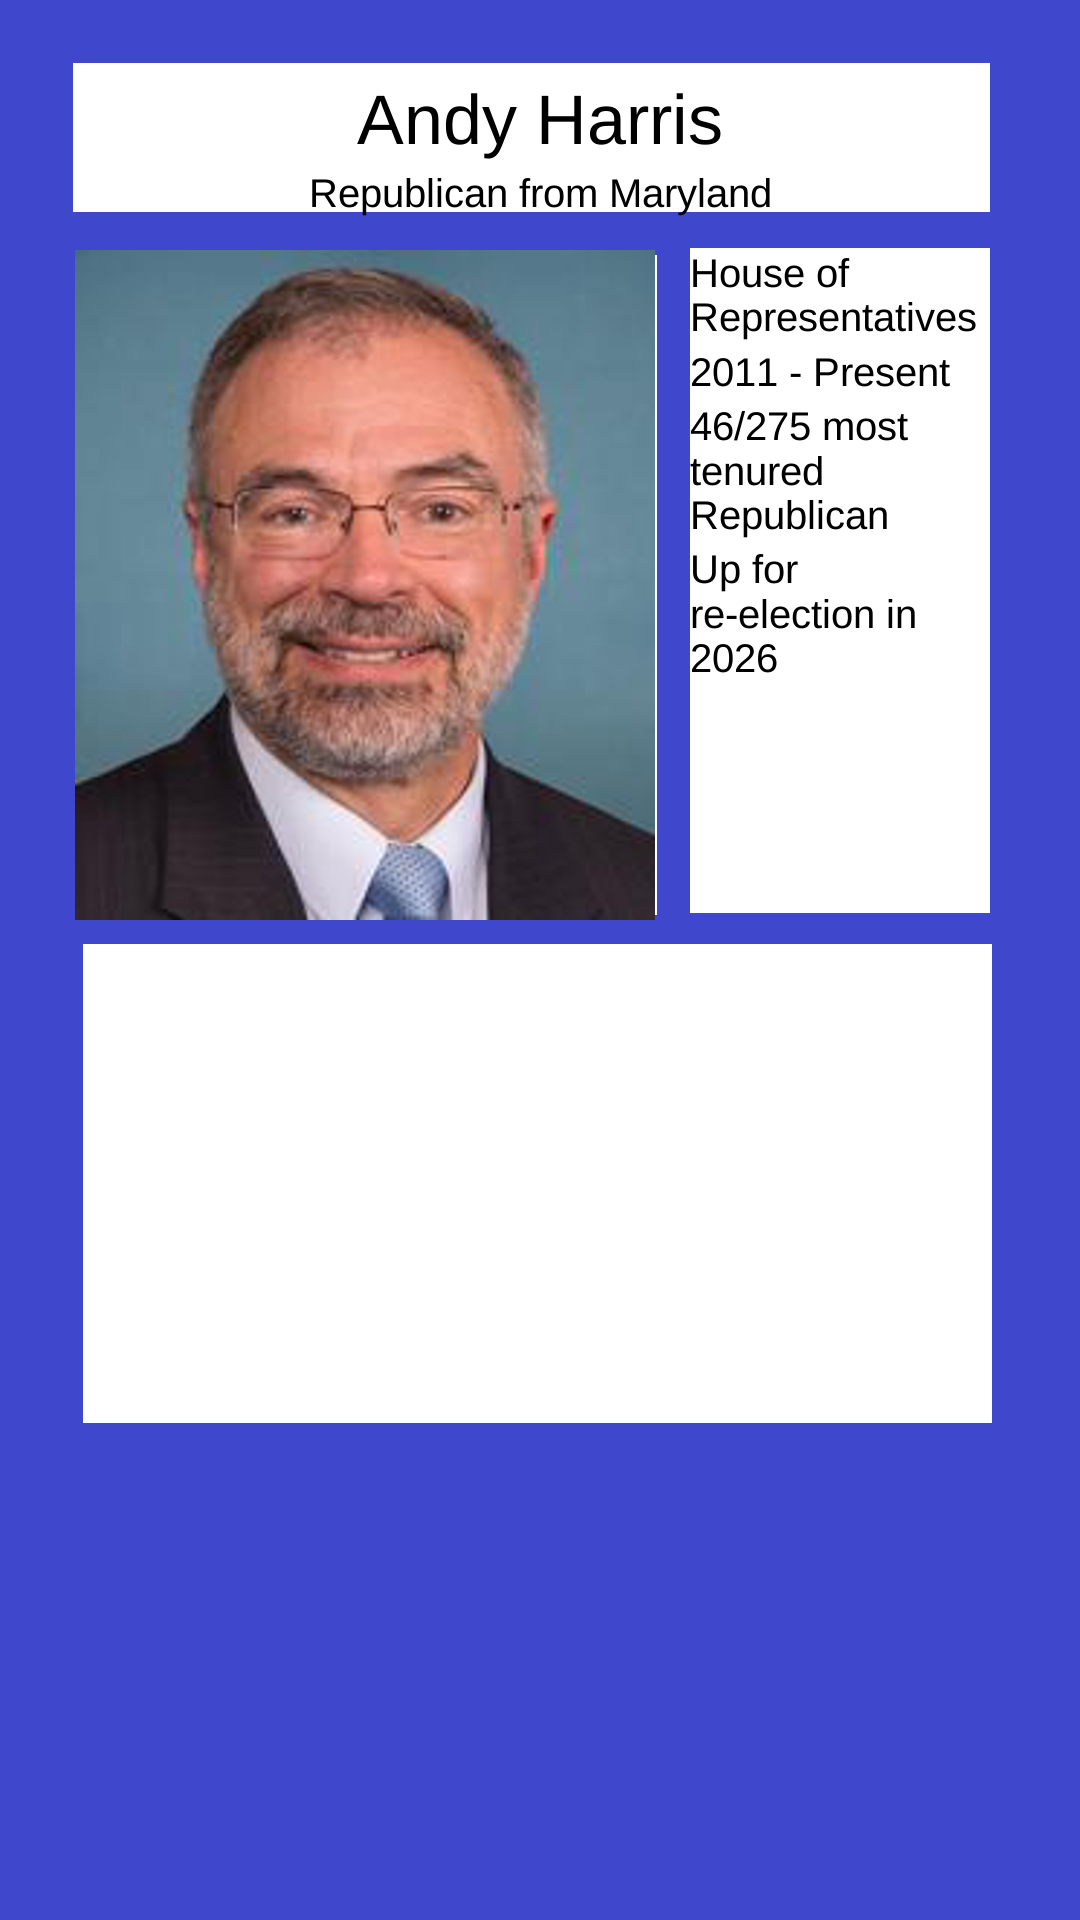 Andy Harris
Republican from Maryland
House of
Representatives
2011 - Present
46/275 most
tenured
Republican
Up for
re-election in
2026